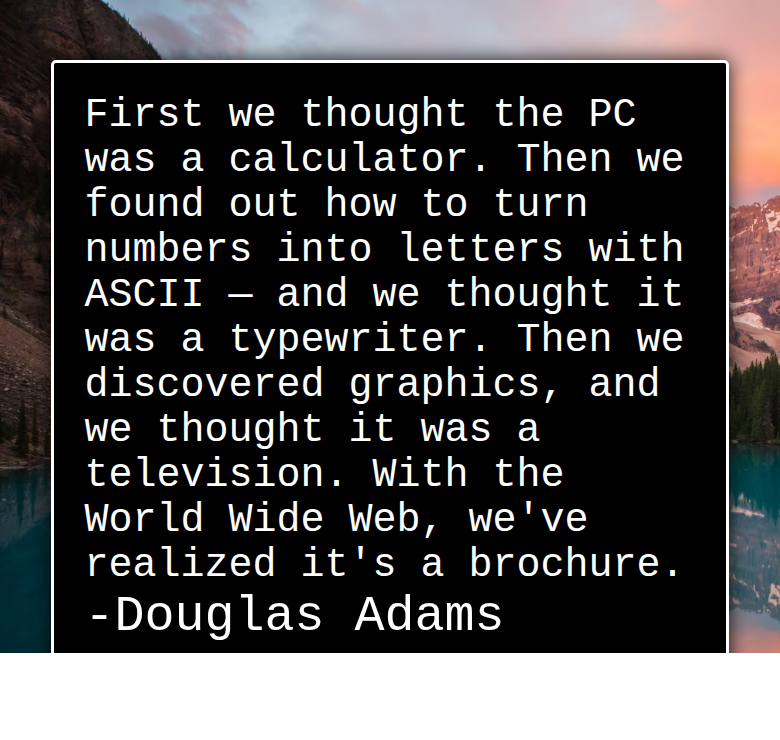 First we thought the PC
was a calculator. Then we
found out how to turn
numbers into letters with
ASCII — and we thought it
was a typewriter. Then we
discovered graphics, and
we thought it was a
television. With the
World Wide Web, we've
realized it's a brochure.
-Douglas Adams